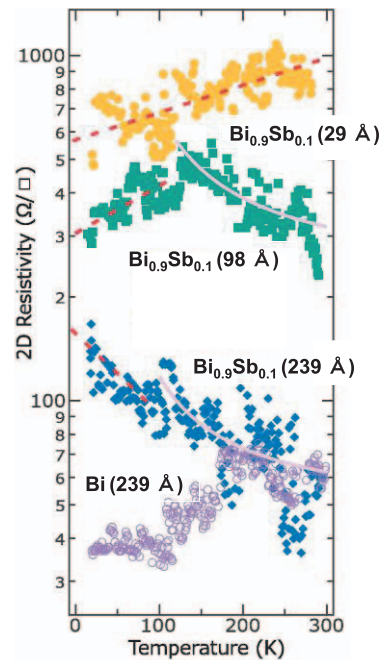 1000
9
8
7
6
5
4
3
2
100
9
8
7
6
5
4
3
2D Resistivity (Ω/□)
Bi0.9Sb0.1 (29 Å)
Bi0.9Sb0.1 (98 Å)
Bi0.9Sb0.1 (239 Å)
Bi (239 Å)
0 100 200 300
Temperature (K)